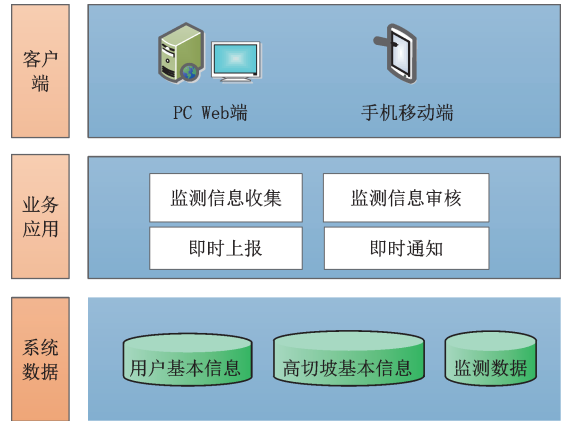 客户
端
PC Web端
手机移动端
业务
应用
监测信息收集
监测信息审核
即时上报
即时通知
系统
数据
用户基本信息
高切坡基本信息
监测数据